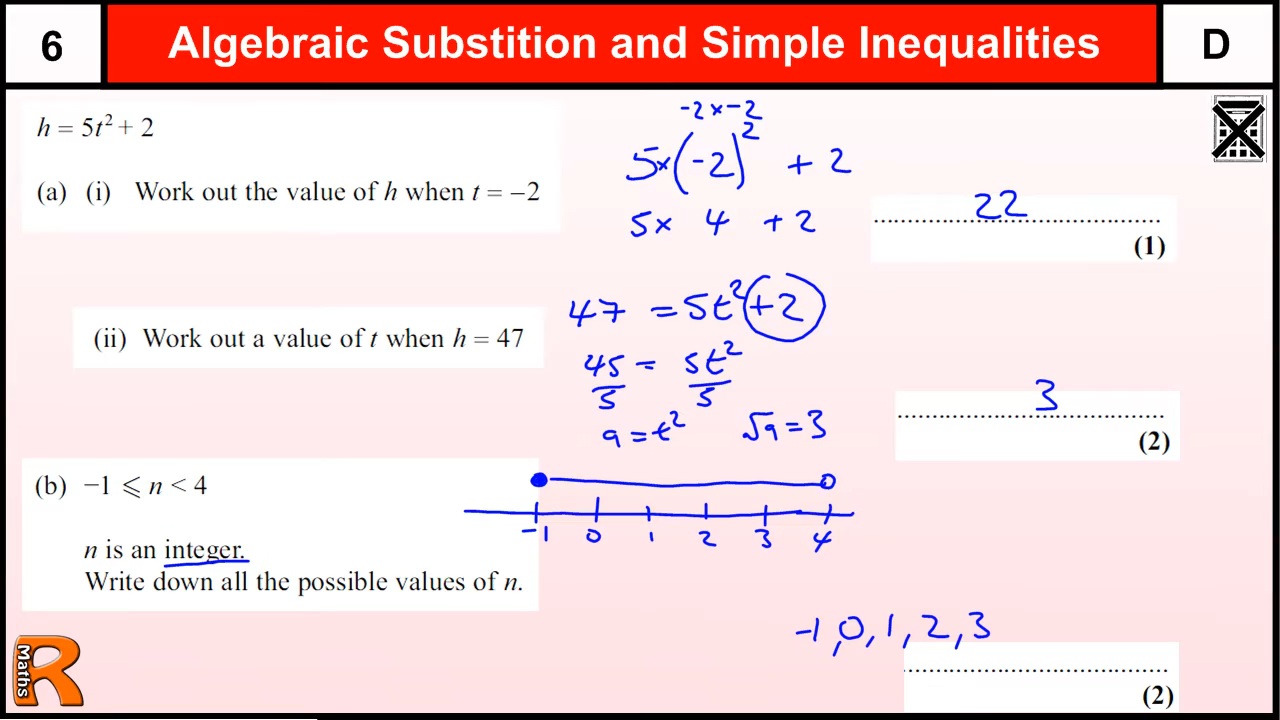 6
Algebraic Substition and Simple Inequalities
D
h = 5t² + 2
(a) (i) Work out the value of h when t = −2
-2 x -2
5x(-2)² + 2
5x 4 + 2
22
(1)
(ii) Work out a value of t when h = 47
47 = 5t² + 2
45/5 = 5t²/5
9 = t² √9 = 3
3
(2)
(b) −1 ⩽ n < 4
-1 0 1 2 3 4
n is an integer.
Write down all the possible values of n.
-1, 0, 1, 2, 3
(2)
R
Maths